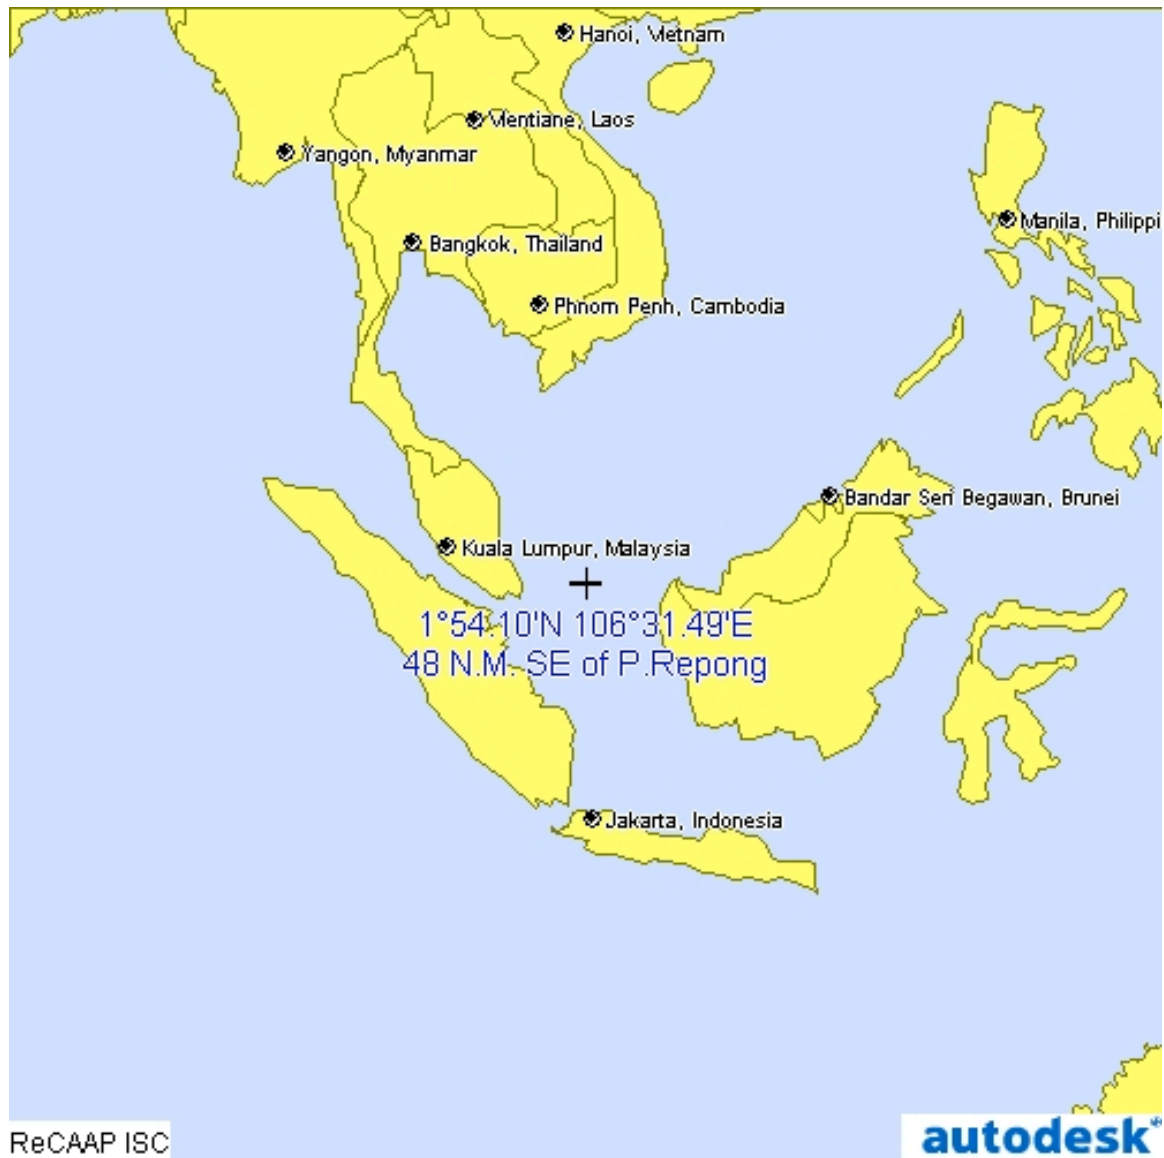 Hanoi, Vietnam
Vientiane, Laos
Yangon, Myanmar
Manila, Philippi
Bangkok, Thailand
Phnom Penh, Cambodia
Bandar Seri Begawan, Brunei
Kuala Lumpur, Malaysia
1°54.10'N 106°31.49'E
48 N.M. SE of P.Repong
Jakarta, Indonesia
ReCAAP ISC
autodesk